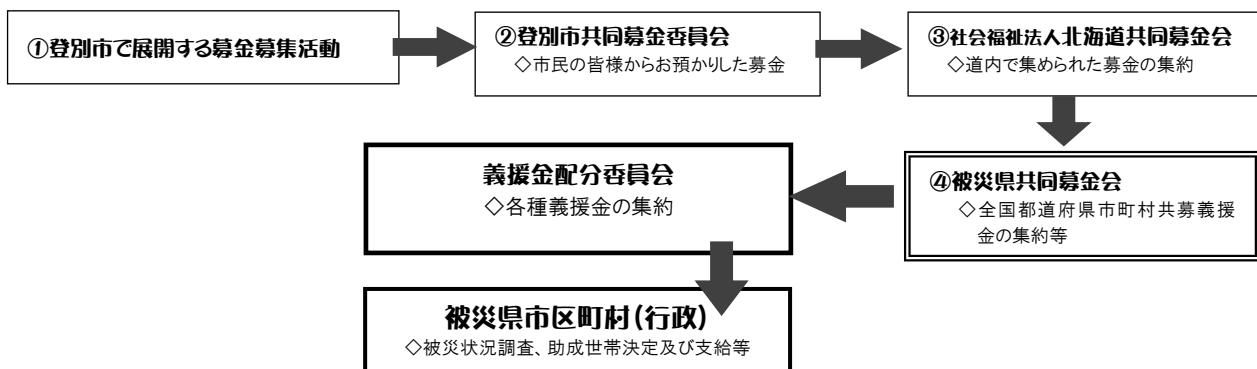 ①登別市で展開する募金募集活動
②登別市共同募金委員会
◇市民の皆様からお預かりした募金
③社会福祉法人北海道共同募金会
◇道内で集められた募金の集約
④被災県共同募金会
◇全国都道府県市町村共募義援
金の集約等
義援金配分委員会
◇各種義援金の集約
被災県市区町村(行政)
◇被災状況調査、助成世帯決定及び支給等